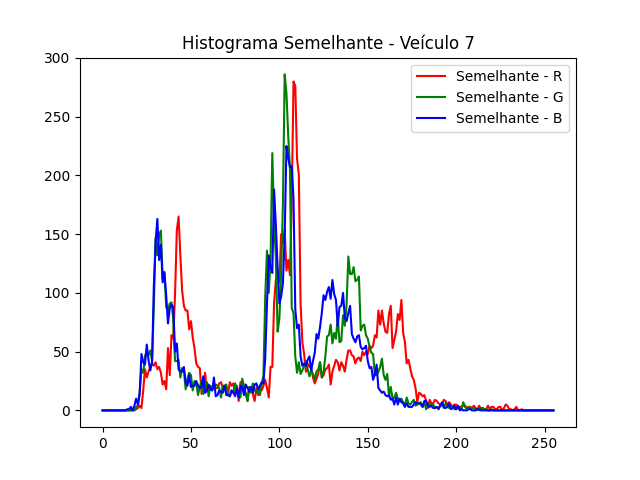 Histograma Semelhante - Veículo 7
Semelhante - R
Semelhante - G
Semelhante - B
300
250
200
150
100
50
0
0 50 100 150 200 250